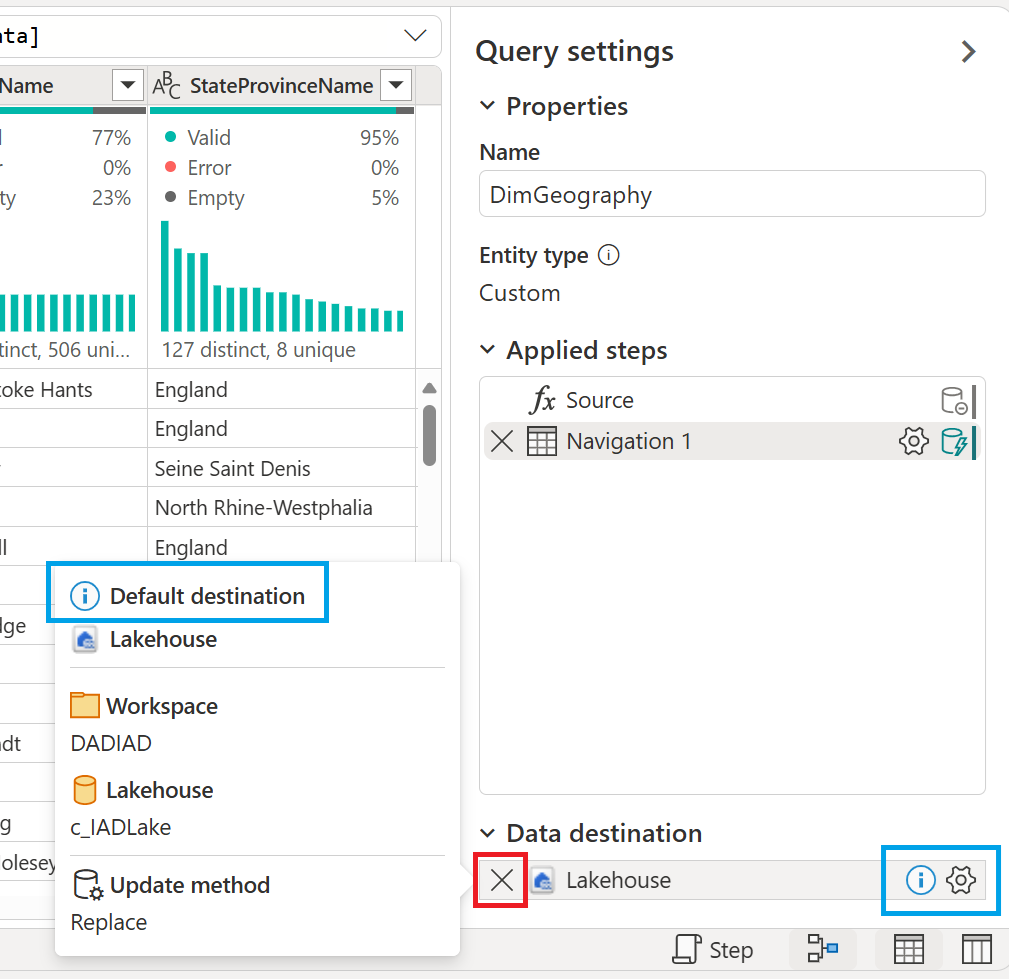 ata]
Name
ABC StateProvinceName
77%
Valid 95%
0%
Error 0%
ty 23%
Empty 5%
tinct, 506 uni...
127 distinct, 8 unique
toke Hants
England
England
Seine Saint Denis
North Rhine-Westphalia
England
dge
dt
g
olesey
Default destination
Lakehouse
Workspace
DADIAD
Lakehouse
c_IADLake
Update method
Replace
Query settings
Properties
Name
DimGeography
Entity type
Custom
Applied steps
fx Source
Navigation 1
Data destination
Lakehouse
Step